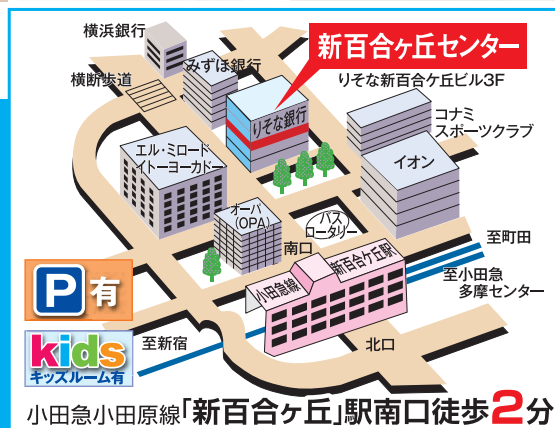 横浜銀行
新百合ヶ丘センター
みずほ銀行
横断歩道
りそな新百合ケ丘ビル3F
りそな銀行
コナミ
スポーツクラブ
エル・ミロード
イトーヨーカドー
イオン
オーパ
(OPA)
バス
ロータリー
南口
至町田
新百合ヶ丘駅
小田急線
至小田急
多摩センター
P有
kids
キッズルーム有
至新宿
北口
小田急小田原線「新百合ヶ丘」駅南口徒歩2分